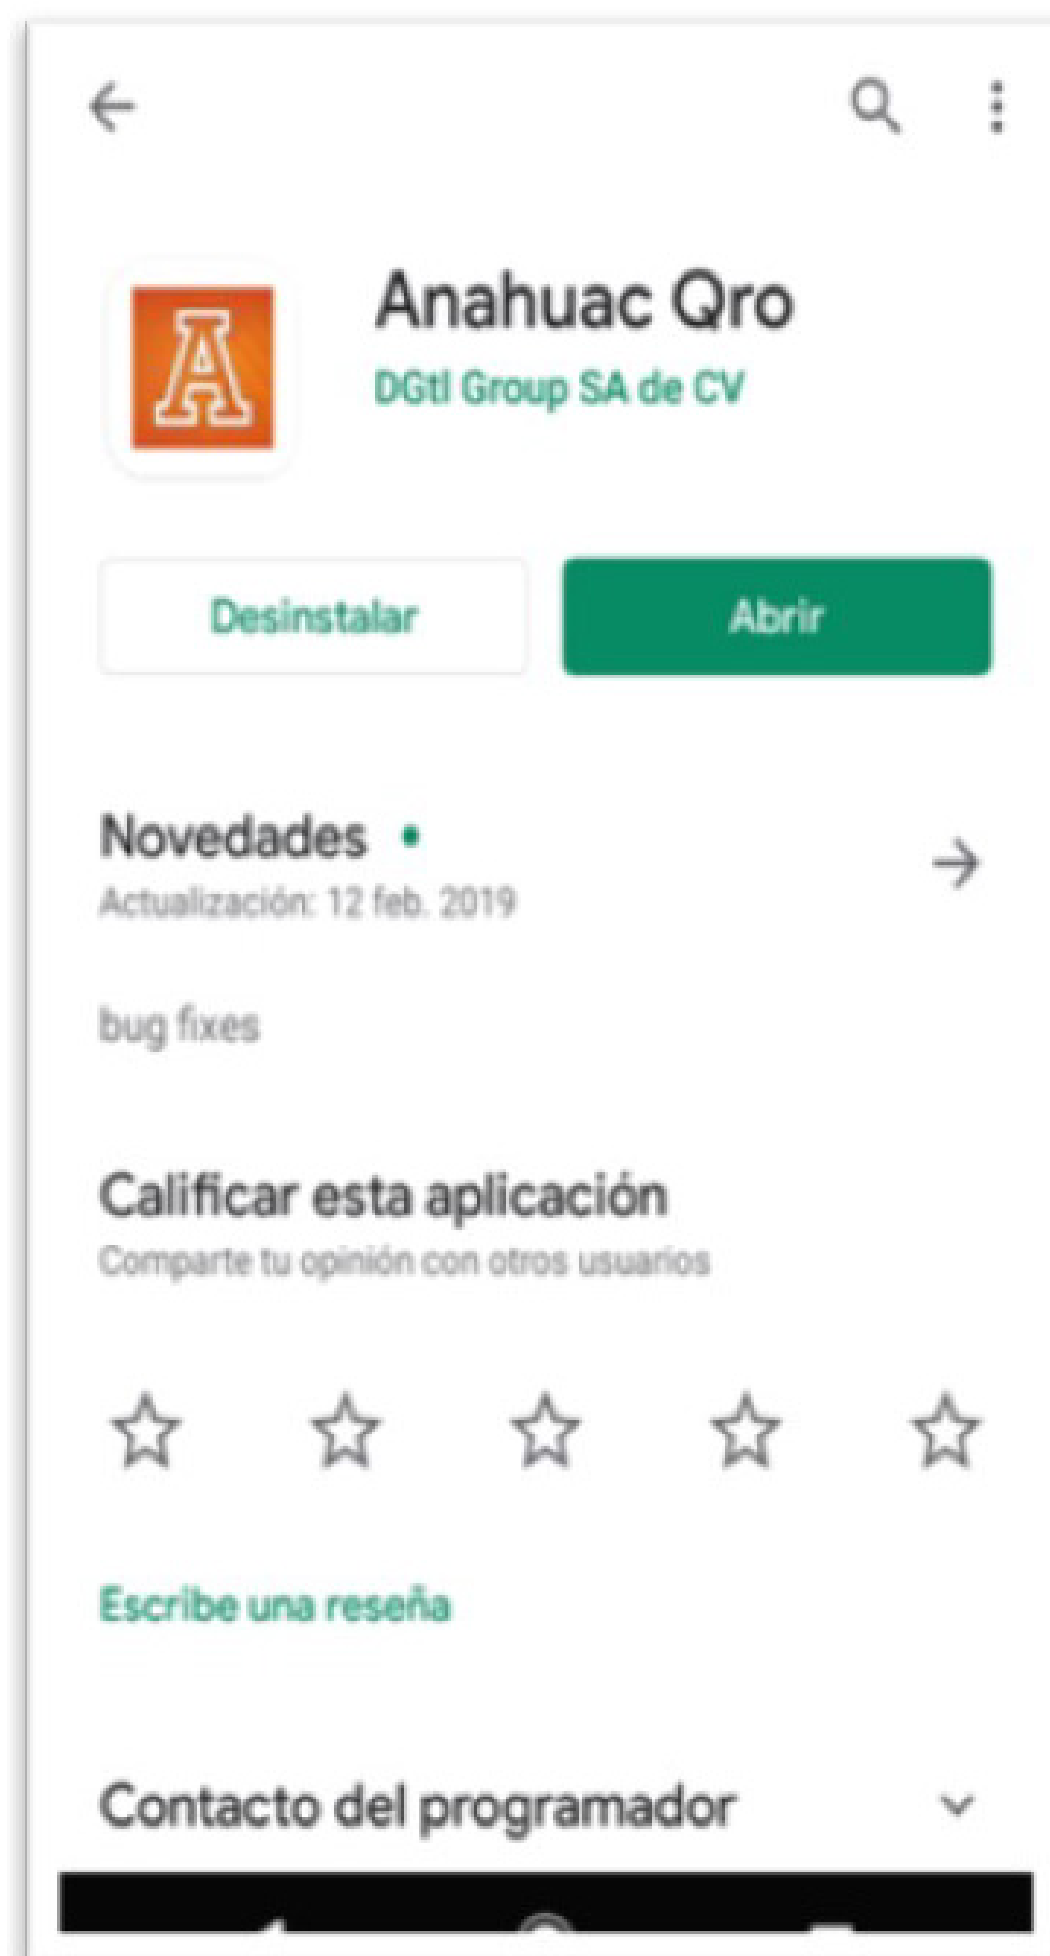 Anahuac Qro
A
DGtl Group SA de CV
Desinstalar
Abrir
Novedades •
Actualización: 12 feb. 2019
bug fixes
Calificar esta aplicación
Comparte tu opinión con otros usuarios
Escribe una reseña
Contacto del programador